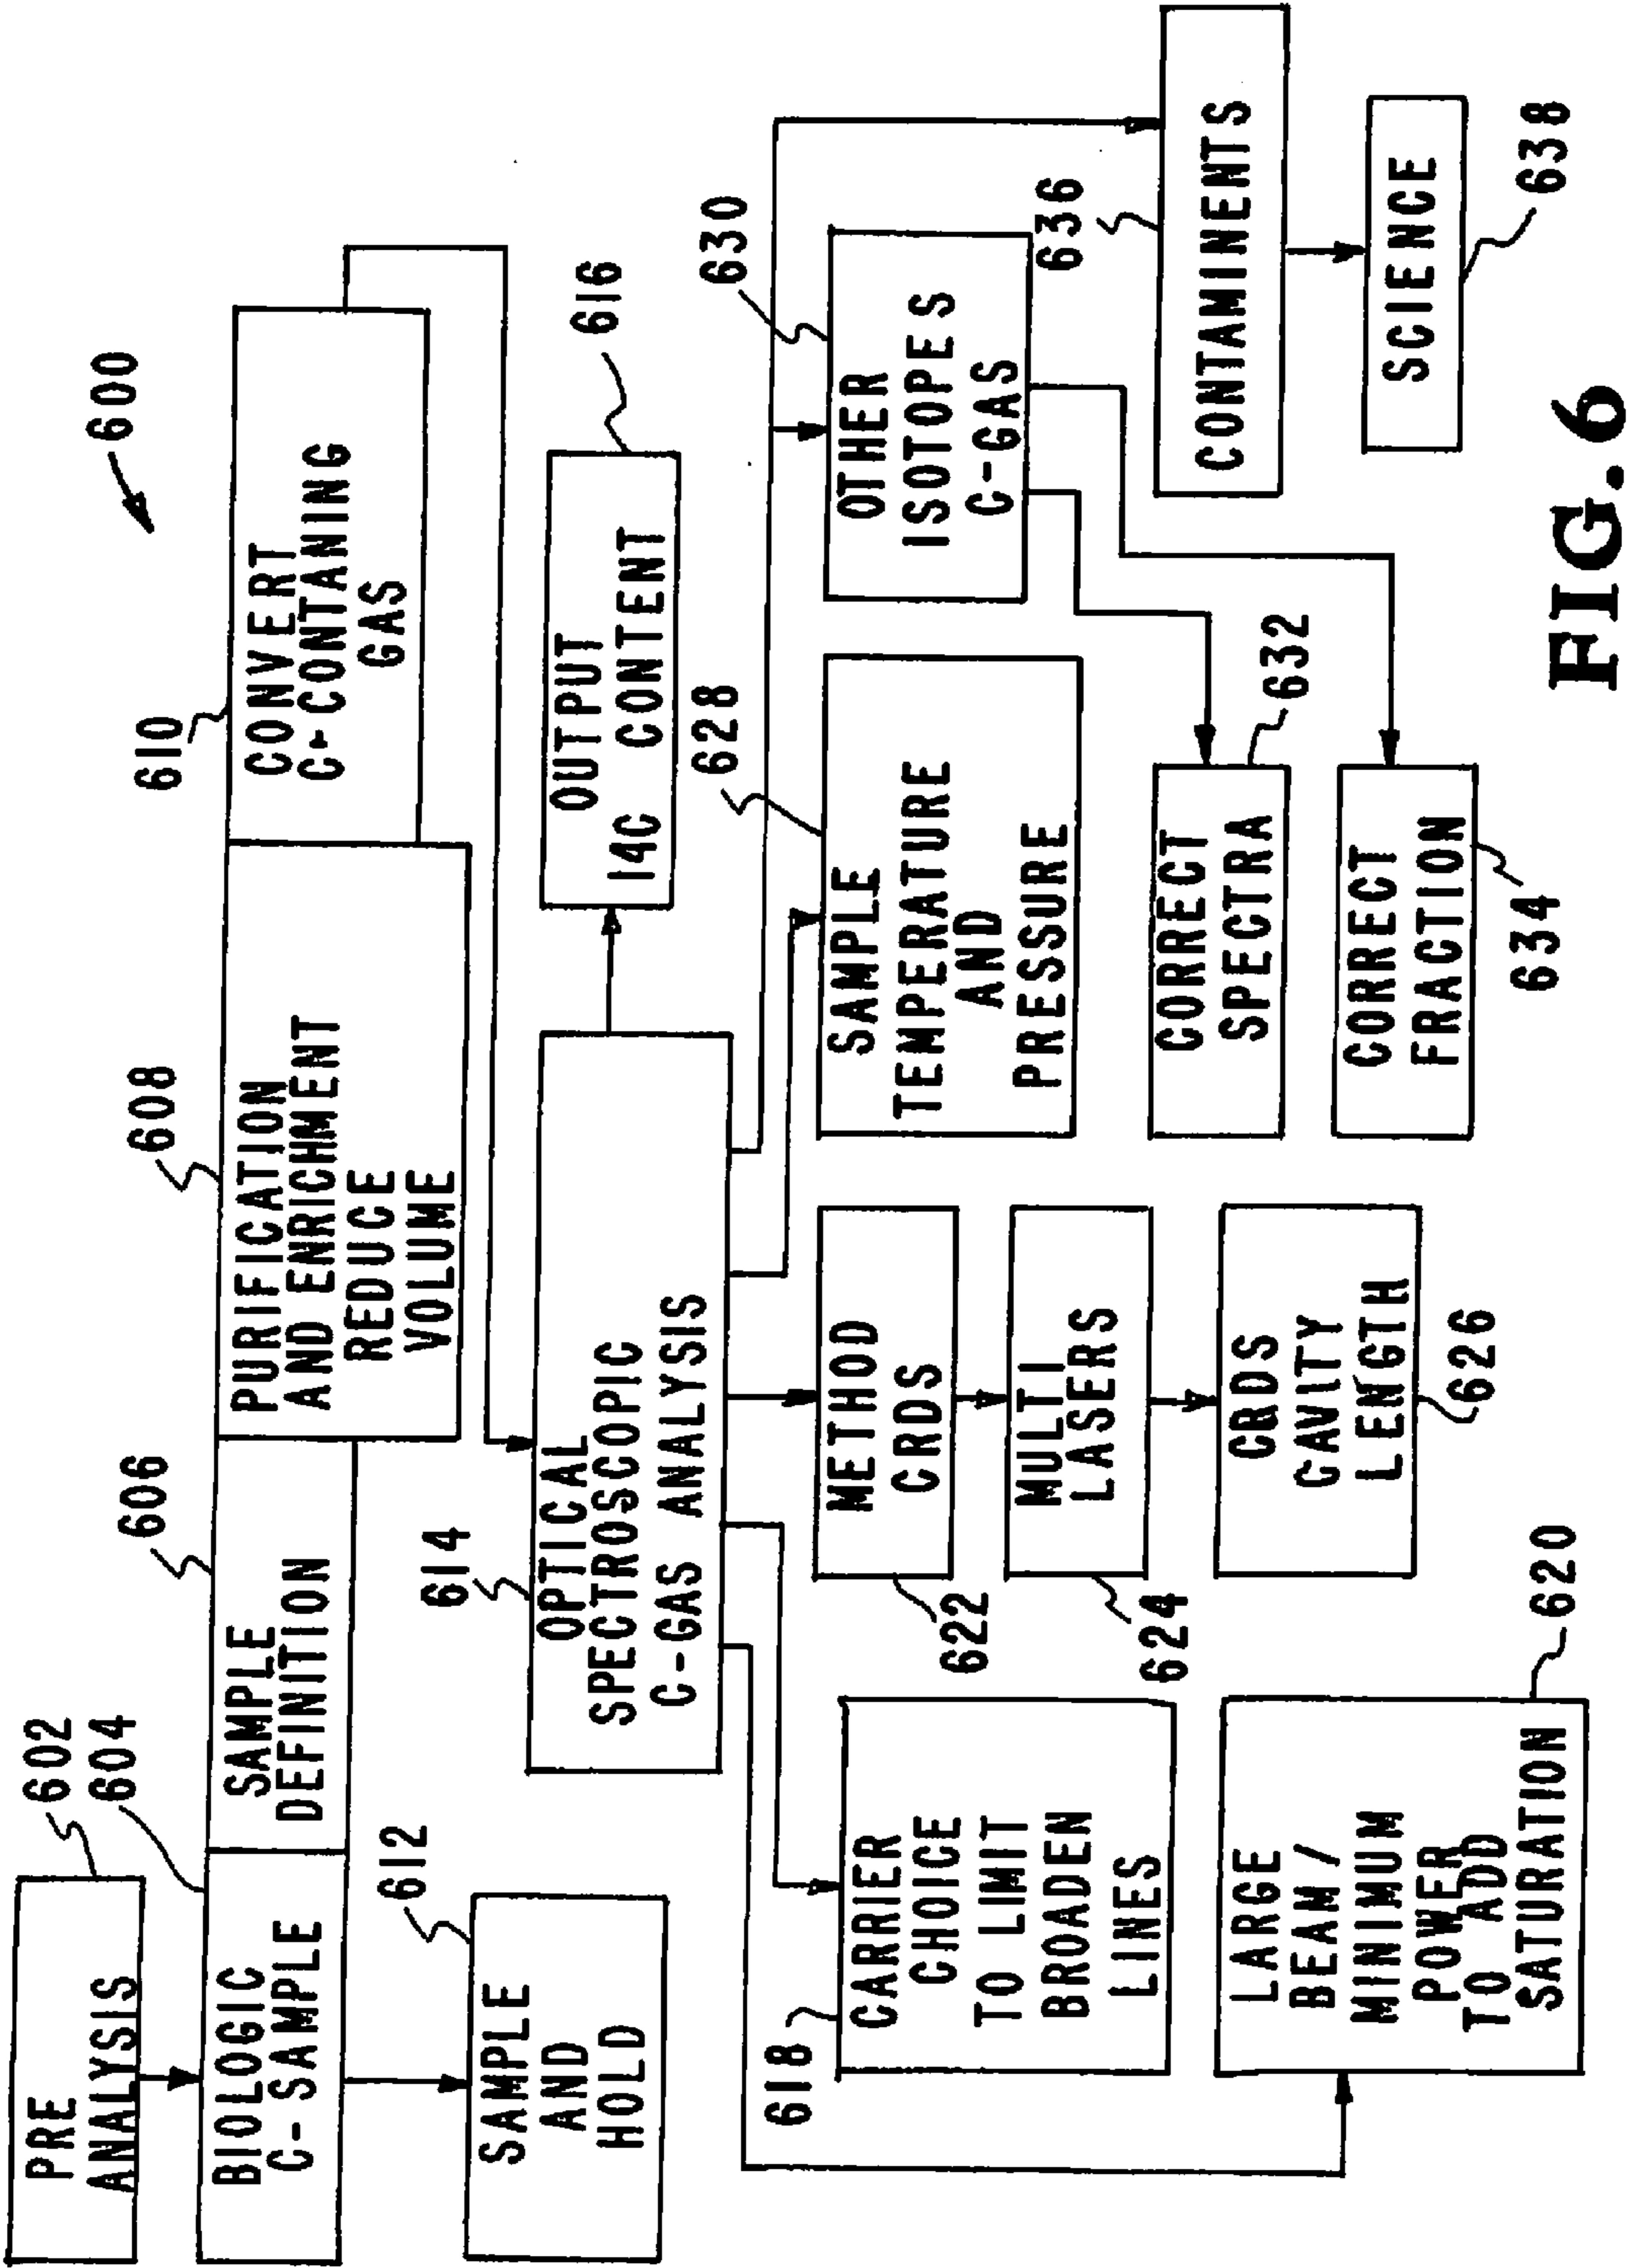 600
602
PRE
ANALYSIS
604
BIOLOGIC
C-SAMPLE
606
SAMPLE
DEFINITION
608
PURIFICATION
AND ENRICHMENT
REDUCE
VOLUME
610
CONVERT
C-CONTAINING
GAS
612
SAMPLE
AND
HOLD
614
OPTICAL
SPECTROSCOPIC
C-GAS ANALYSIS
616
OUTPUT
14C CONTENT
618
CARRIER
CHOICE
TO LIMIT
BROADEN
LINES
622
METHOD
CRDS
628
SAMPLE
TEMPERATURE
AND
PRESSURE
630
OTHER
ISOTOPES
C-GAS
624
MULTI
LASERS
632
CORRECT
SPECTRA
636
CONTAMINENTS
620
LARGE
BEAM/
MINIMUM
POWER
TO ADD
SATURATION
626
CRDS
CAVITY
LENGTH
634
CORRECT
FRACTION
638
SCIENCE
FIG. 6